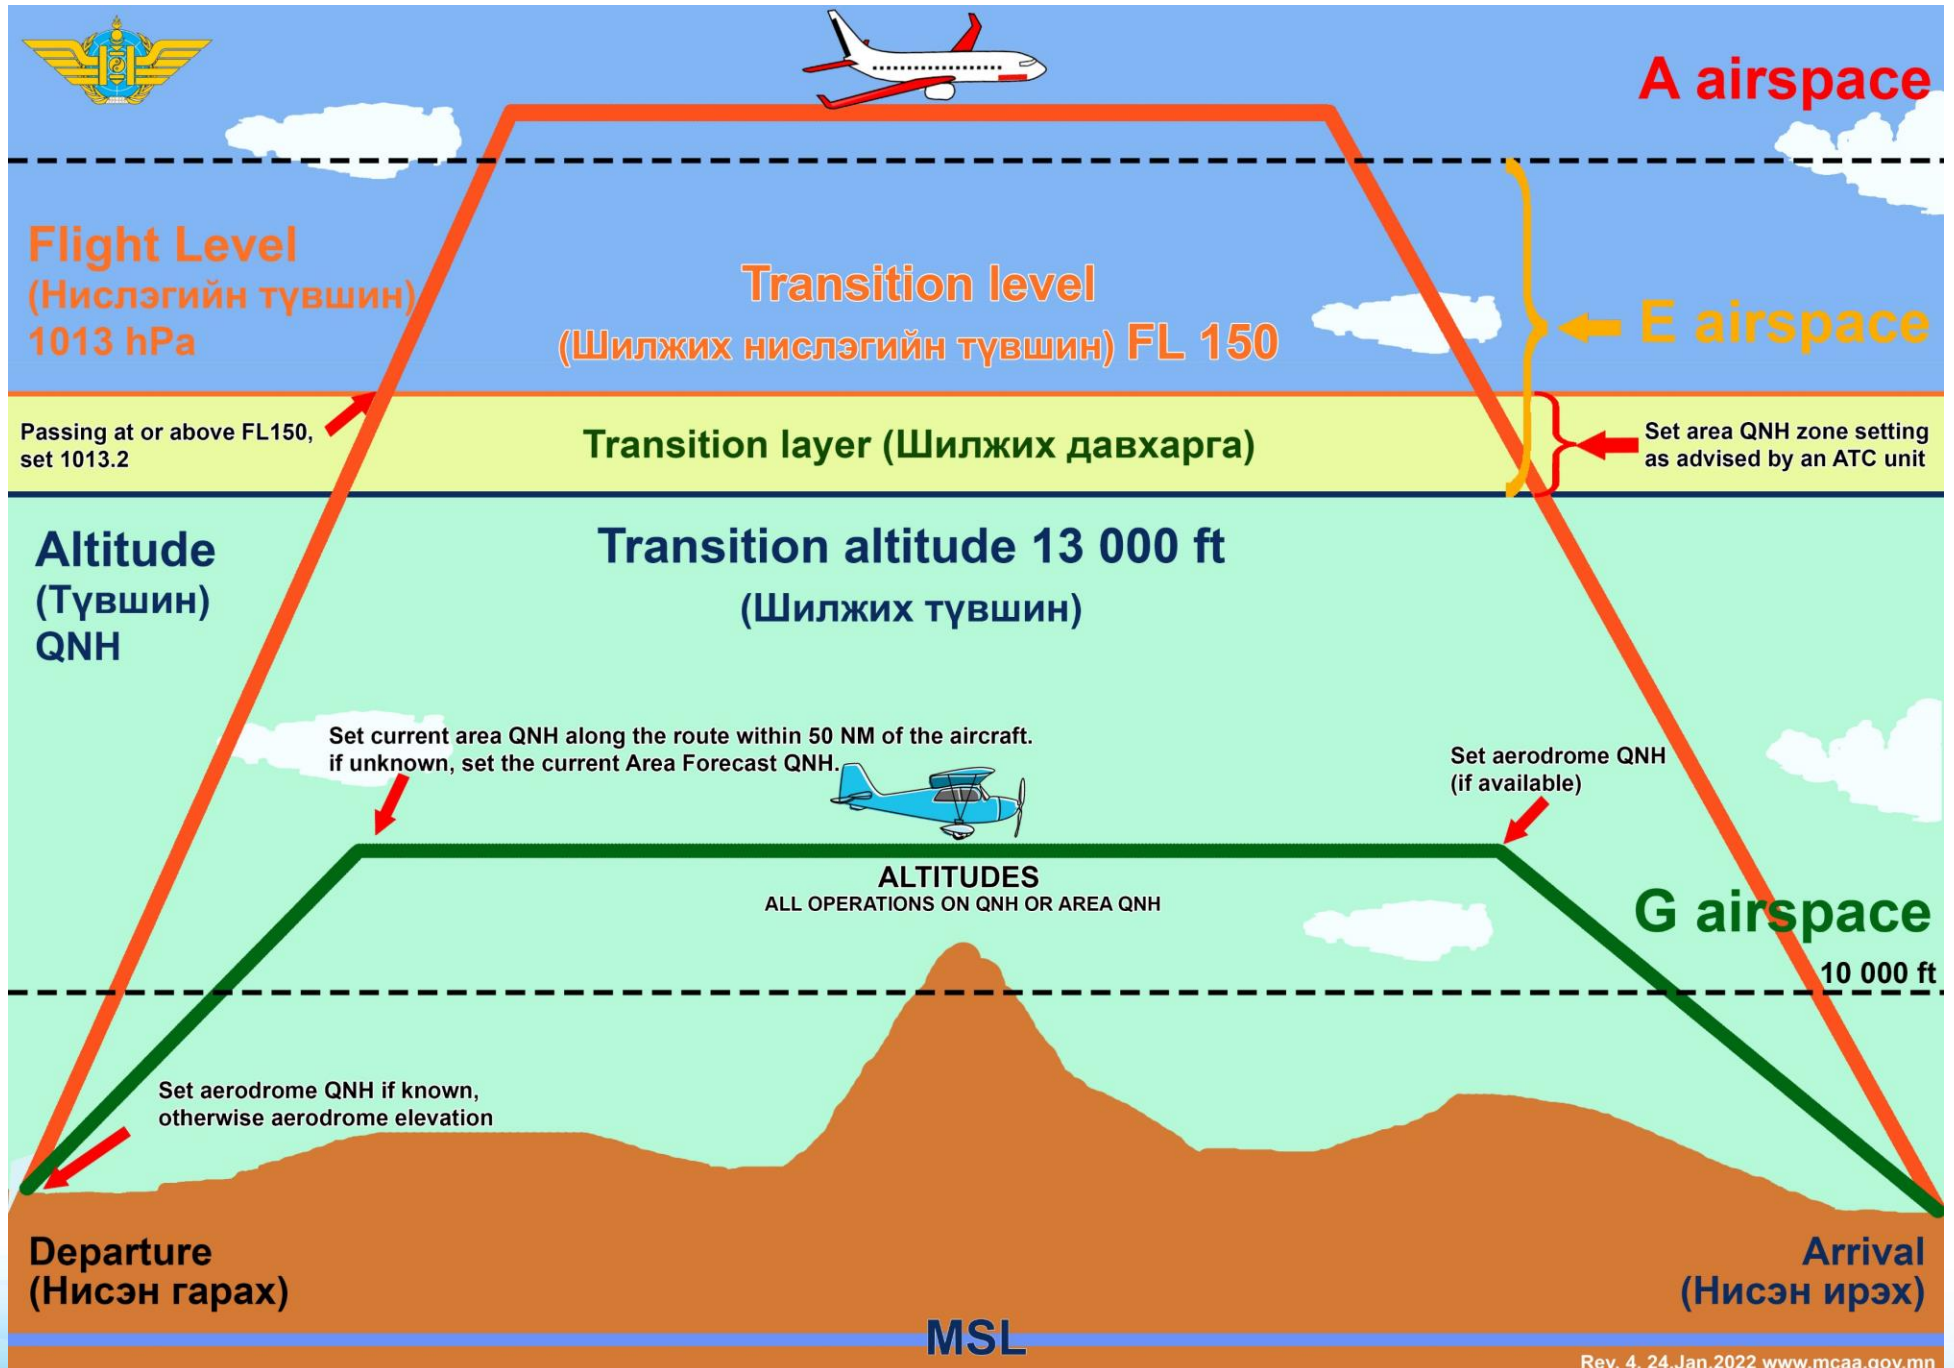 A airspace
Flight Level
(Нислэгийн түвшин)
1013 hPa
Transition level
(Шилжих нислэгийн түвшин) FL 150
E airspace
Passing at or above FL150,
set 1013.2
Transition layer (Шилжих давхарга)
Set area QNH zone setting
as advised by an ATC unit
Altitude
(Түвшин)
QNH
Transition altitude 13 000 ft
(Шилжих түвшин)
Set current area QNH along the route within 50 NM of the aircraft.
if unknown, set the current Area Forecast QNH.
Set aerodrome QNH
(if available)
ALTITUDES
ALL OPERATIONS ON QNH OR AREA QNH
G airspace
10 000 ft
Set aerodrome QNH if known,
otherwise aerodrome elevation
Departure
(Нисэн гарах)
Arrival
(Нисэн ирэх)
MSL
Rev. 4. 24.Jan.2022 www.mcaa.gov.mn